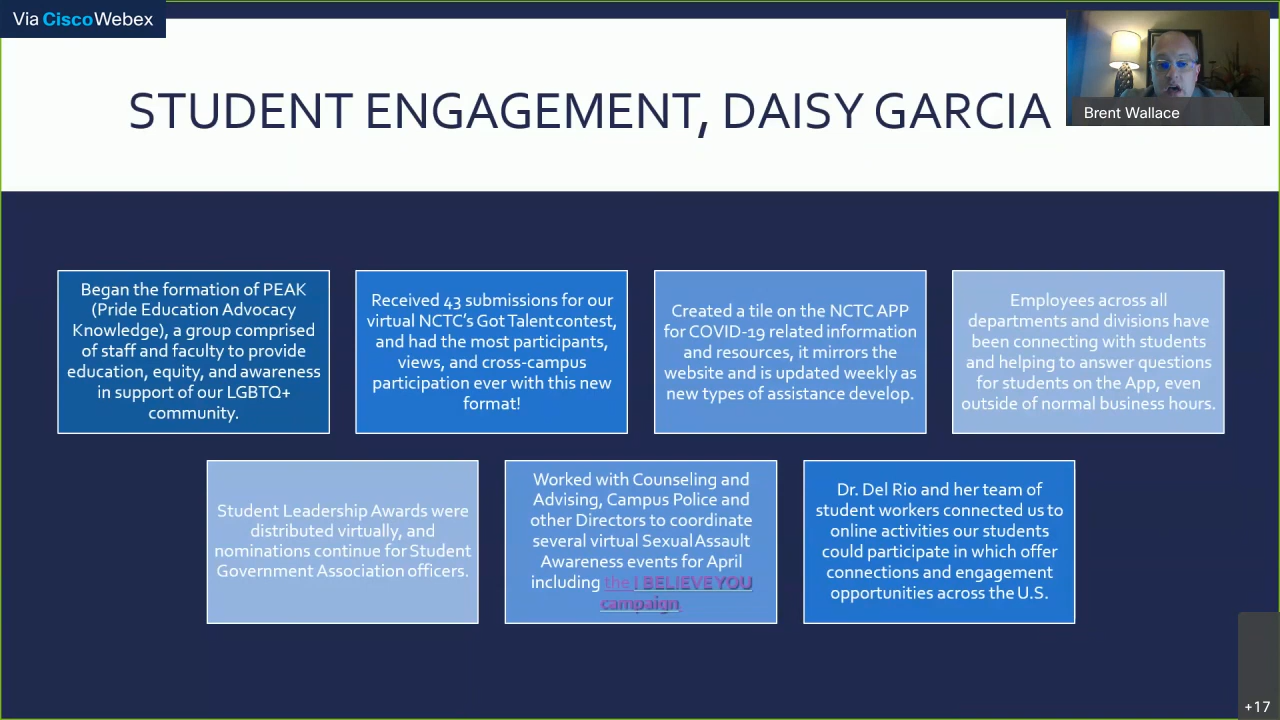 Via CiscoWebex
STUDENT ENGAGEMENT, DAISY GARCIA
Brent Wallace
Began the formation of PEAK
(Pride Education Advocacy
Knowledge), a group comprised
of staff and faculty to provide
education, equity, and awareness
in support of our LGBTQ+
community.
Received 43 submissions for our
virtual NCTC's Got Talent contest,
and had the most participants,
views, and cross-campus
participation ever with this new
format!
Created a tile on the NCTC APP
for COVID-19 related information
and resources, it mirrors the
website and is updated weekly as
new types of assistance develop.
Employees across all
departments and divisions have
been connecting with students
and helping to answer questions
for students on the App, even
outside of normal business hours.
Student Leadership Awards were
distributed virtually, and
nominations continue for Student
Government Association officers.
Worked with Counseling and
Advising, Campus Police and
other Directors to coordinate
several virtual Sexual Assault
Awareness events for April
including the I BELIEVE YOU
campaign.
Dr. Del Rio and her team of
student workers connected us to
online activities our students
could participate in which offer
connections and engagement
opportunities across the U.S.
+17